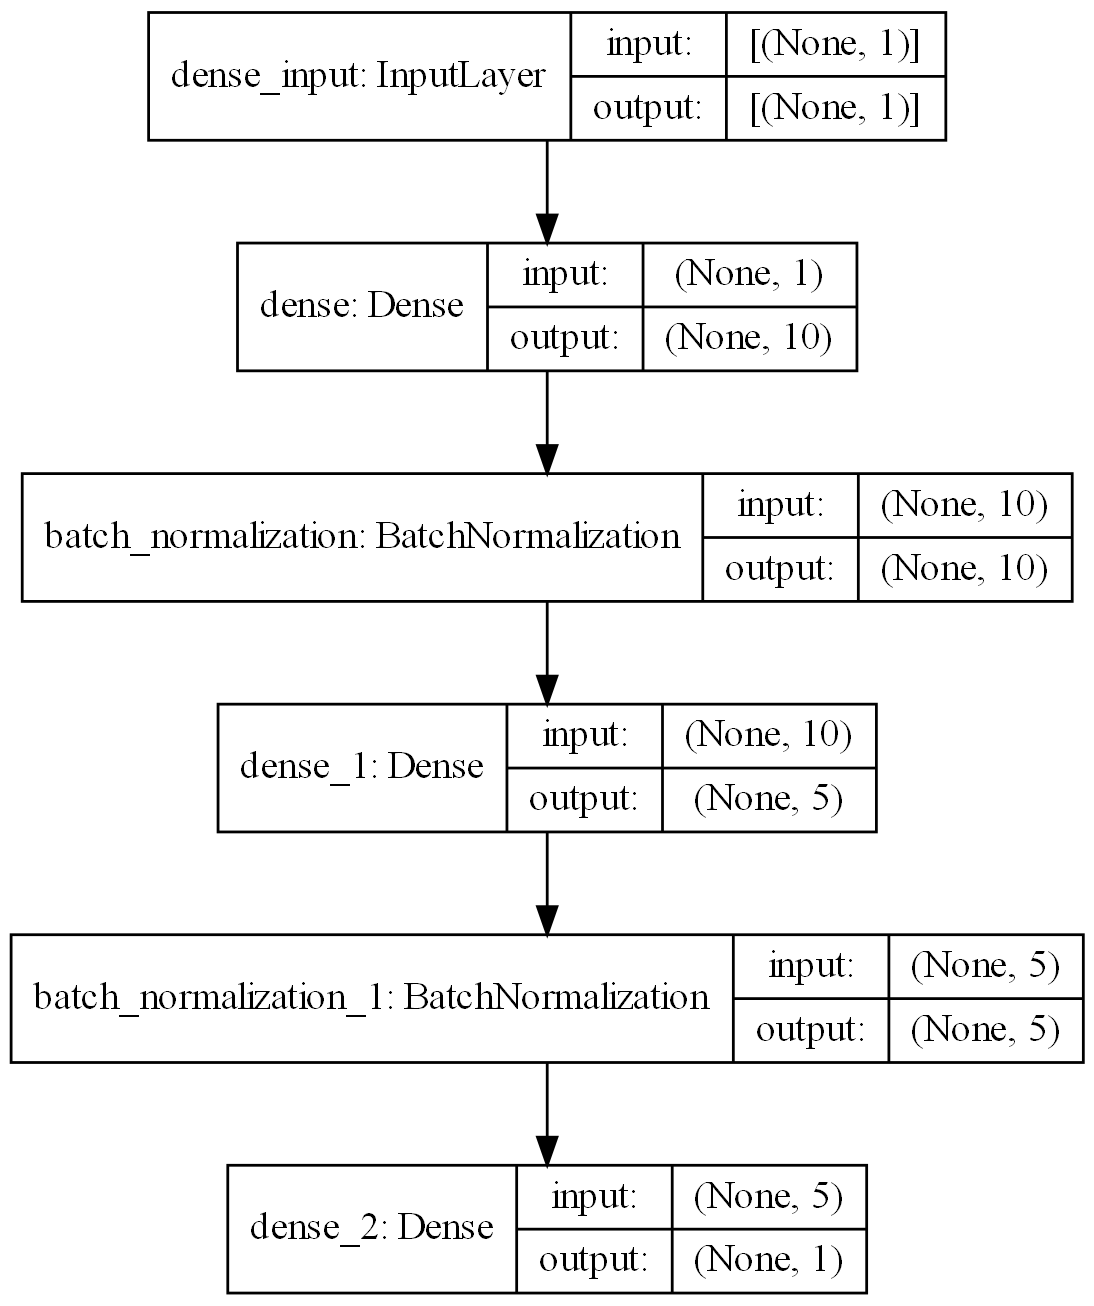 dense_input: InputLayer
input:
[(None, 1)]
output:
[(None, 1)]
dense: Dense
input:
(None, 1)
output:
(None, 10)
batch_normalization: BatchNormalization
input:
(None, 10)
output:
(None, 10)
dense_1: Dense
input:
(None, 10)
output:
(None, 5)
batch_normalization_1: BatchNormalization
input:
(None, 5)
output:
(None, 5)
dense_2: Dense
input:
(None, 5)
output:
(None, 1)